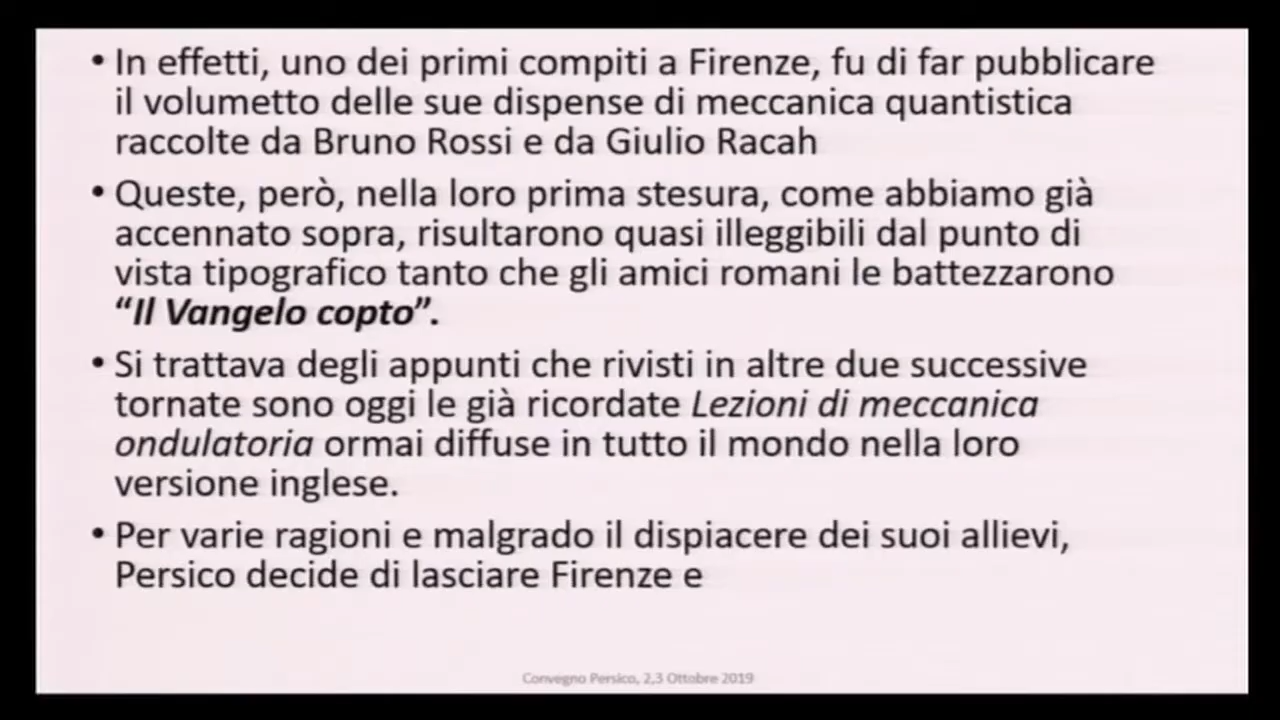 • In effetti, uno dei primi compiti a Firenze, fu di far pubblicare
il volumetto delle sue dispense di meccanica quantistica
raccolte da Bruno Rossi e da Giulio Racah
• Queste, però, nella loro prima stesura, come abbiamo già
accennato sopra, risultarono quasi illeggibili dal punto di
vista tipografico tanto che gli amici romani le battezzarono
“Il Vangelo copto”.
• Si trattava degli appunti che rivisti in altre due successive
tornate sono oggi le già ricordate Lezioni di meccanica
ondulatoria ormai diffuse in tutto il mondo nella loro
versione inglese.
• Per varie ragioni e malgrado il dispiacere dei suoi allievi,
Persico decide di lasciare Firenze e
Convegno Persico, 2,3 Ottobre 2019